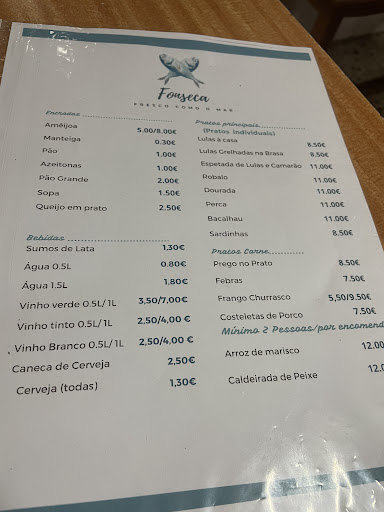 Fonseca
FRESCO COMO O MAR
Entradas
Amêijoa 5.00/8.00€
Manteiga 0.30€
Pão 1.00€
Azeitonas 1.00€
Pão Grande 2.00€
Sopa 1.50€
Queijo em prato 2.50€
Bebidas
Sumos de Lata 1,30€
Água 0.5L 0.80€
Água 1.5L 1.80€
Vinho verde 0.5L/ 1L 3,50/7,00€
Vinho tinto 0.5L/ 1L 2,50/4,00 €
Vinho Branco 0.5L/ 1L 2,50/4,00 €
Caneca de Cerveja 2,50€
Cerveja (todas) 1,30€
Pratos principais
(Pratos individuais)
Lulas à casa 8.50€
Lulas Grelhadas na Brasa 8.50€
Espetada de Lulas e Camarão 11.00€
Robalo 11.00€
Dourada 11.00€
Perca 11.00€
Bacalhau 11.00€
Sardinhas 8.50€
Pratos Carne
Prego no Prato 8.50€
Febras 7.50€
Frango Churrasco 5,50/9.50€
Costeletas de Porco 7.50€
Mínimo 2 Pessoas/por encomend
Arroz de marisco 12.00
Caldeirada de Peixe 12.0